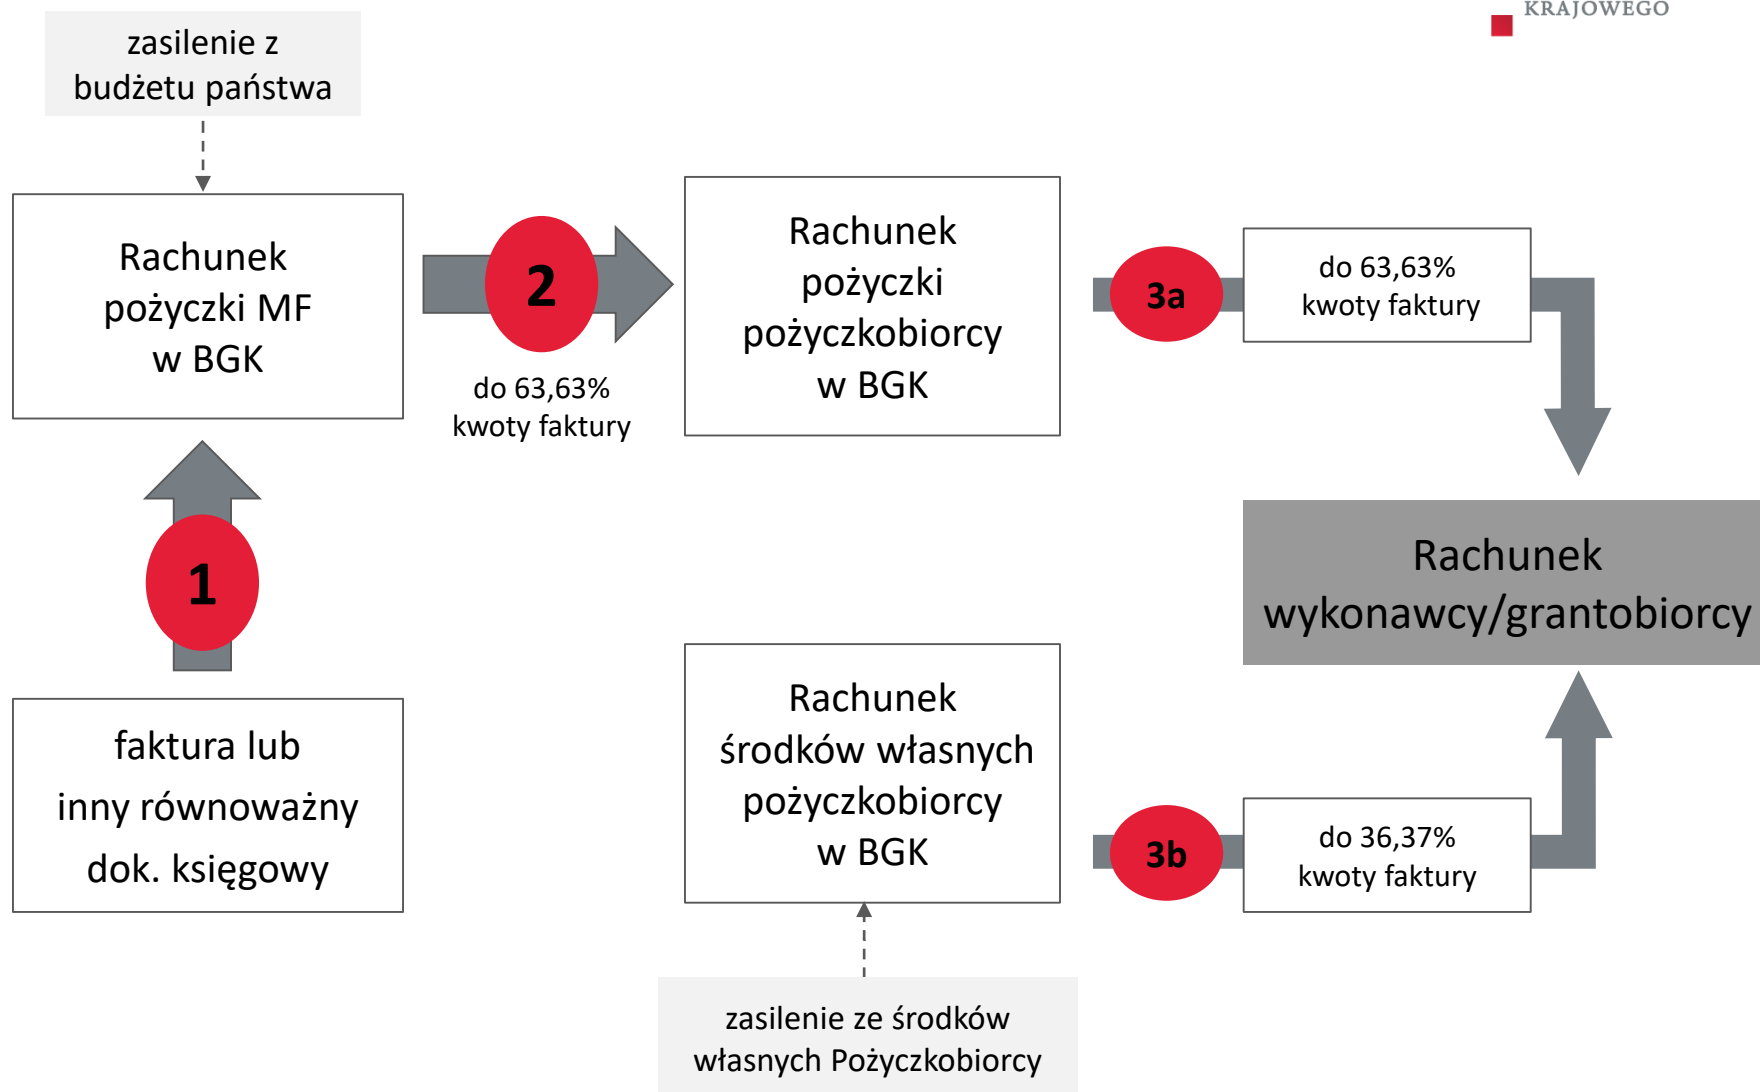 KRAJOWEGO
zasilenie z
budżetu państwa
Rachunek
pożyczki MF
w BGK
2
do 63,63%
kwoty faktury
Rachunek
pożyczki
pożyczkobiorcy
w BGK
3a
do 63,63%
kwoty faktury
1
Rachunek
wykonawcy/grantobiorcy
faktura lub
inny równoważny
dok. księgowy
Rachunek
środków własnych
pożyczkobiorcy
w BGK
3b
do 36,37%
kwoty faktury
zasilenie ze środków
własnych Pożyczkobiorcy